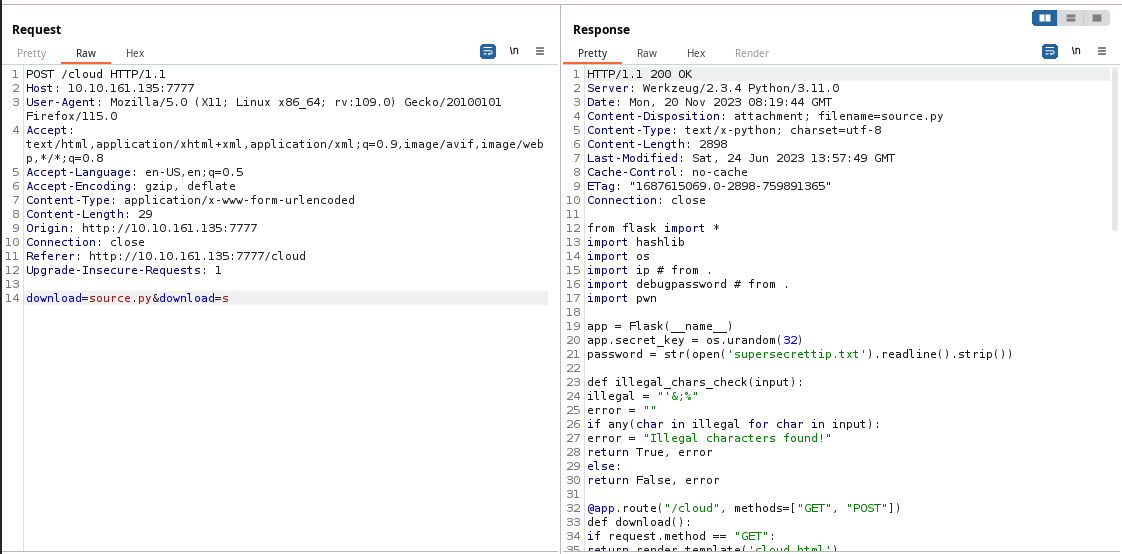 Request
Pretty Raw Hex \n
1 POST /cloud HTTP/1.1
2 Host: 10.10.161.135:7777
3 User-Agent: Mozilla/5.0 (X11; Linux x86_64; rv:109.0) Gecko/20100101
Firefox/115.0
4 Accept:
text/html,application/xhtml+xml,application/xml;q=0.9,image/avif,image/web
p,*/*;q=0.8
5 Accept-Language: en-US,en;q=0.5
6 Accept-Encoding: gzip, deflate
7 Content-Type: application/x-www-form-urlencoded
8 Content-Length: 29
9 Origin: http://10.10.161.135:7777
10 Connection: close
11 Referer: http://10.10.161.135:7777/cloud
12 Upgrade-Insecure-Requests: 1
13
14 download=source.py&download=s
Response
Pretty Raw Hex Render \n
1 HTTP/1.1 200 OK
2 Server: Werkzeug/2.3.4 Python/3.11.0
3 Date: Mon, 20 Nov 2023 08:19:44 GMT
4 Content-Disposition: attachment; filename=source.py
5 Content-Type: text/x-python; charset=utf-8
6 Content-Length: 2898
7 Last-Modified: Sat, 24 Jun 2023 13:57:49 GMT
8 Cache-Control: no-cache
9 ETag: "1687615069.0-2898-759891365"
10 Connection: close
11
12 from flask import *
13 import hashlib
14 import os
15 import ip # from .
16 import debugpassword # from .
17 import pwn
18
19 app = Flask(__name__)
20 app.secret_key = os.urandom(32)
21 password = str(open('supersecrettip.txt').readline().strip())
22
23 def illegal_chars_check(input):
24 illegal = "'&;%"
25 error = ""
26 if any(char in illegal for char in input):
27 error = "Illegal characters found!"
28 return True, error
29 else:
30 return False, error
31
32 @app.route("/cloud", methods=["GET", "POST"])
33 def download():
34 if request.method == "GET":
35 return render_template('cloud.html')